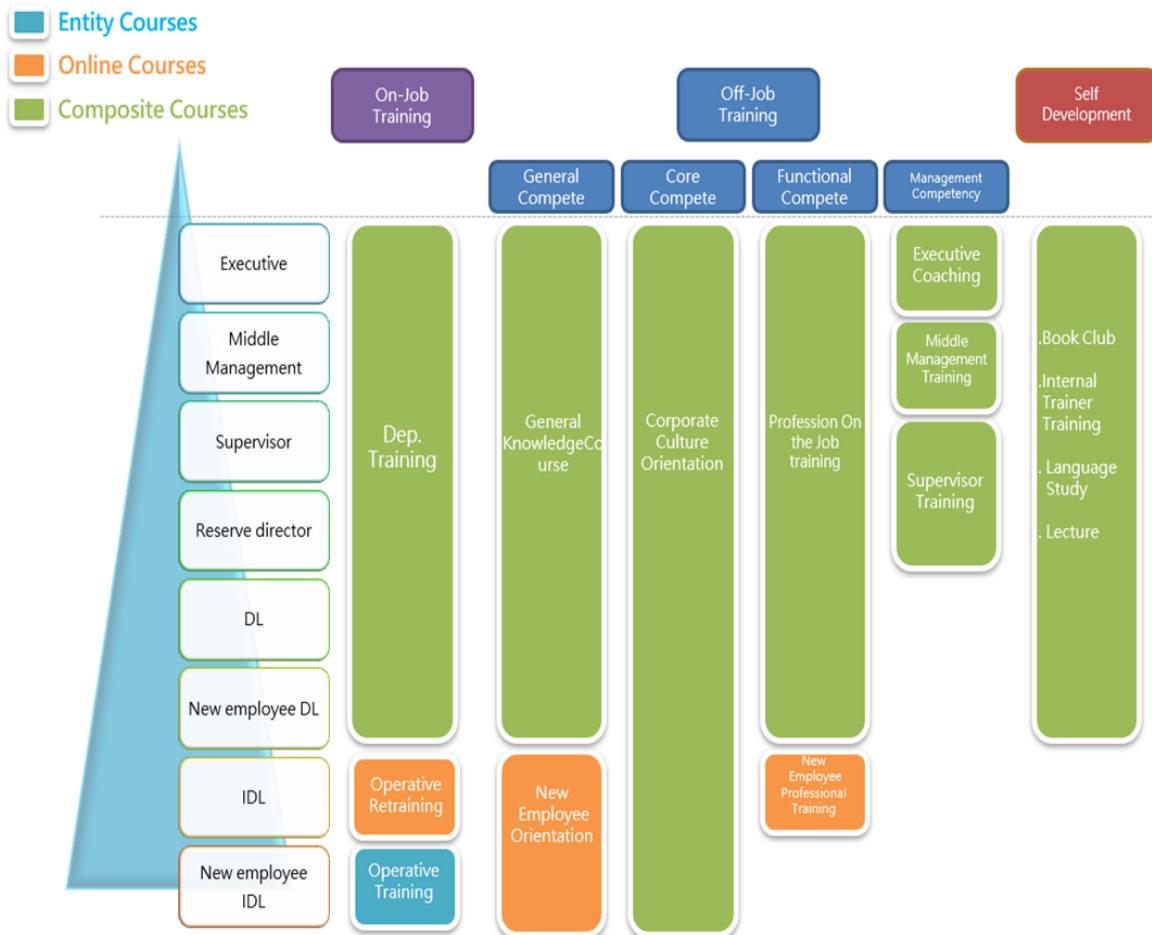 Entity Courses
Online Courses
Composite Courses
On-Job
Training
Off-Job
Training
Self
Development
General
Compete
Core
Compete
Functional
Compete
Management
Competency
Executive
Middle
Management
Supervisor
Reserve director
DL
New employee DL
IDL
New employee
IDL
Dep.
Training
Operative
Retraining
Operative
Training
General
KnowledgeCo
urse
New
Employee
Orientation
Corporate
Culture
Orientation
Profession On
the Job
training
New
Employee
Professional
Training
Executive
Coaching
Middle
Management
Training
Supervisor
Training
.Book Club
.Internal
Trainer
Training
. Language
Study
. Lecture